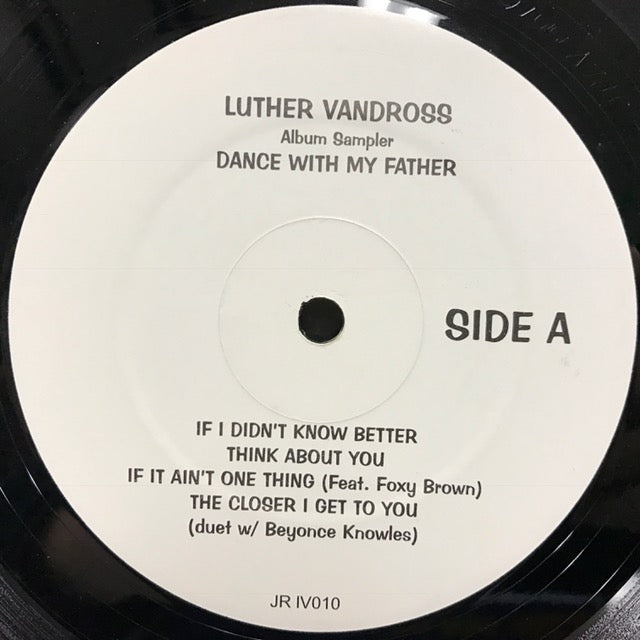 LUTHER VANDROSS
Album Sampler
DANCE WITH MY FATHER
SIDE A
IF I DIDN'T KNOW BETTER
THINK ABOUT YOU
IF IT AIN'T ONE THING (Feat. Foxy Brown)
THE CLOSER I GET TO YOU
(duet w/ Beyonce Knowles)
JR IV010